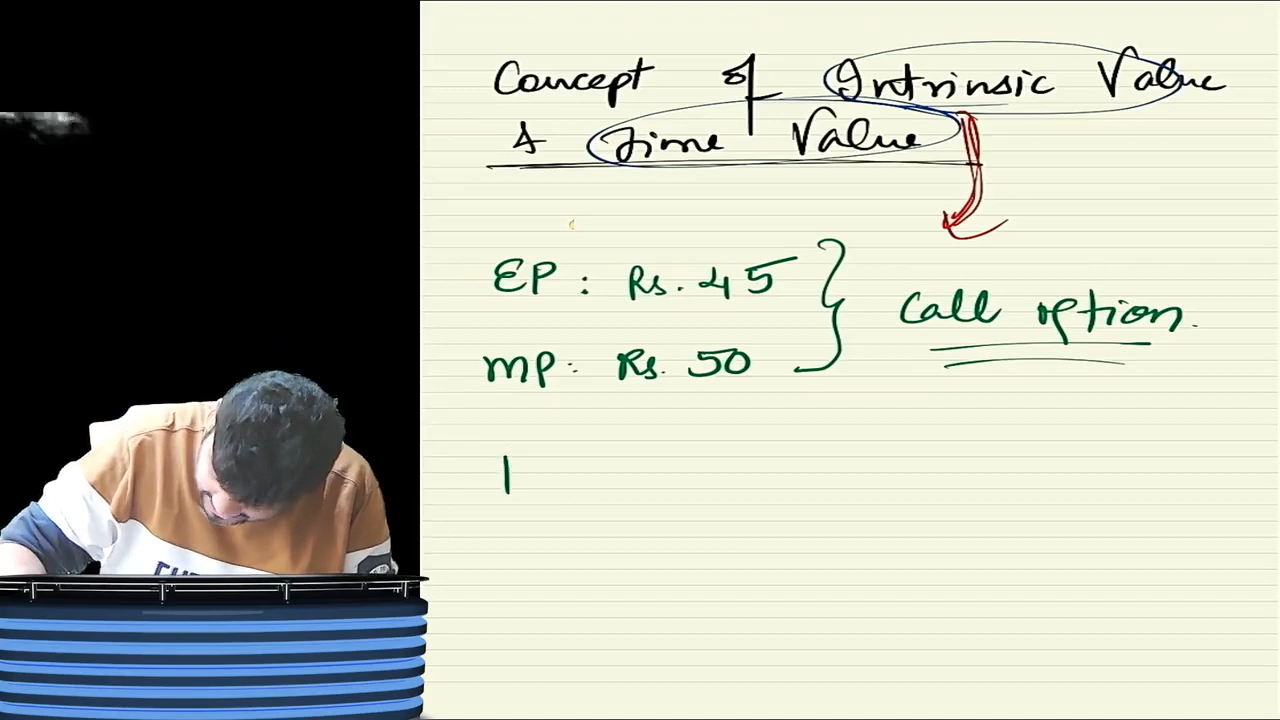 Concept of Intrinsic Value
& Time Value
EP : Rs. 45
Call option.
MP : Rs. 50
I